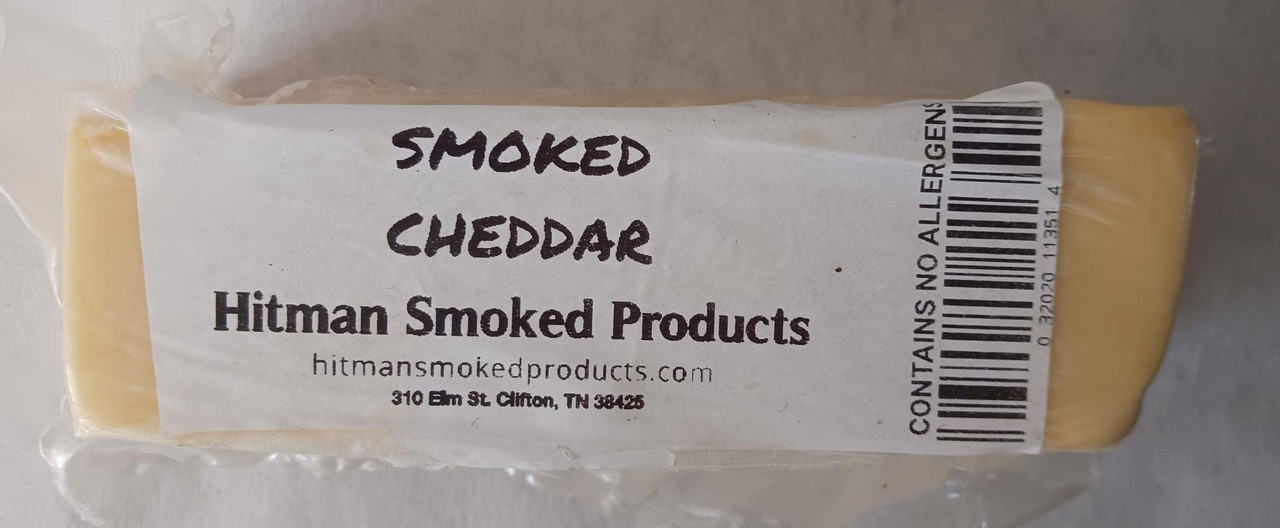 SMOKED
CHEDDAR
Hitman Smoked Products
hitmansmokedproducts.com
310 Elm St. Clifton, TN 38425
CONTAINS NO ALLERGENS
0 32020 11351 4